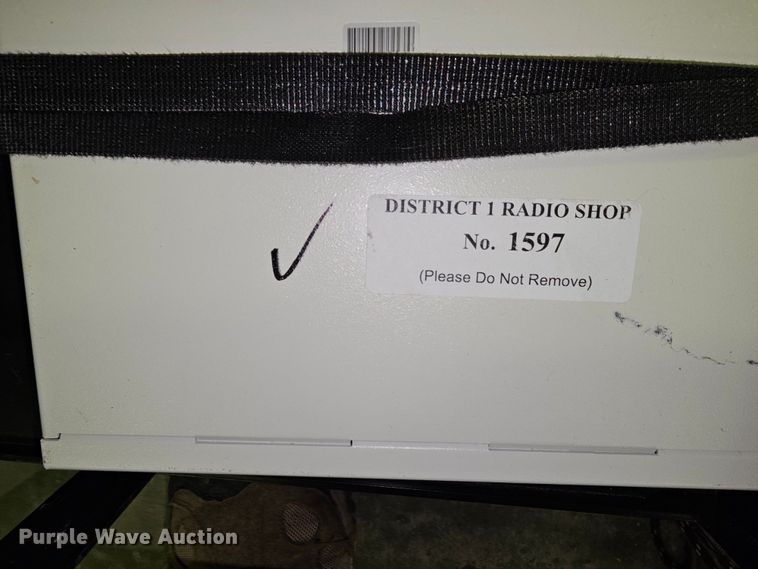 DISTRICT 1 RADIO SHOP
No. 1597
(Please Do Not Remove)
Purple Wave Auction